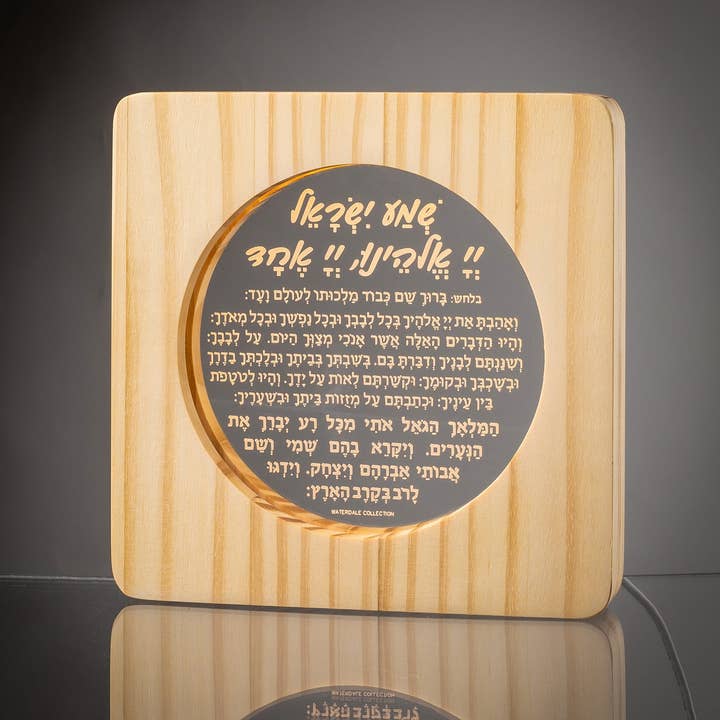 שְׁמַע יִשְׂרָאֵל
יְיָ אֱלֹהֵינוּ, יְיָ אֶחָד
בלחש: בָּרוּךְ שֵׁם כְּבוֹד מַלְכוּתוֹ לְעוֹלָם וָעֶד:
וְאָהַבְתָּ אֵת יְיָ אֱלֹהֶיךָ בְּכָל לְבָבְךָ וּבְכָל נַפְשְׁךָ וּבְכָל מְאֹדֶךָ:
וְהָיוּ הַדְּבָרִים הָאֵלֶּה אֲשֶׁר אָנֹכִי מְצַוְּךָ הַיּוֹם. עַל לְבָבֶךָ:
וְשִׁנַּנְתָּם לְבָנֶיךָ וְדִבַּרְתָּ בָּם. בְּשִׁבְתְּךָ בְּבֵיתֶךָ וּבְלֶכְתְּךָ בַדֶּרֶךְ
וּבְשָׁכְבְּךָ וּבְקוּמֶךָ: וּקְשַׁרְתָּם לְאוֹת עַל יָדֶךָ. וְהָיוּ לְטֹטָפֹת
בֵּין עֵינֶיךָ: וּכְתַבְתָּם עַל מְזֻזוֹת בֵּיתֶךָ וּבִשְׁעָרֶיךָ:
הַמַּלְאָךְ הַגֹּאֵל אֹתִי מִכָּל רָע יְבָרֵךְ אֶת
הַנְּעָרִים. וְיִקָּרֵא בָהֶם שְׁמִי וְשֵׁם
אֲבוֹתַי אַבְרָהָם וְיִצְחָק. וְיִדְגּוּ
לָרֹב בְּקֶרֶב הָאָרֶץ:
WATERDALE COLLECTION